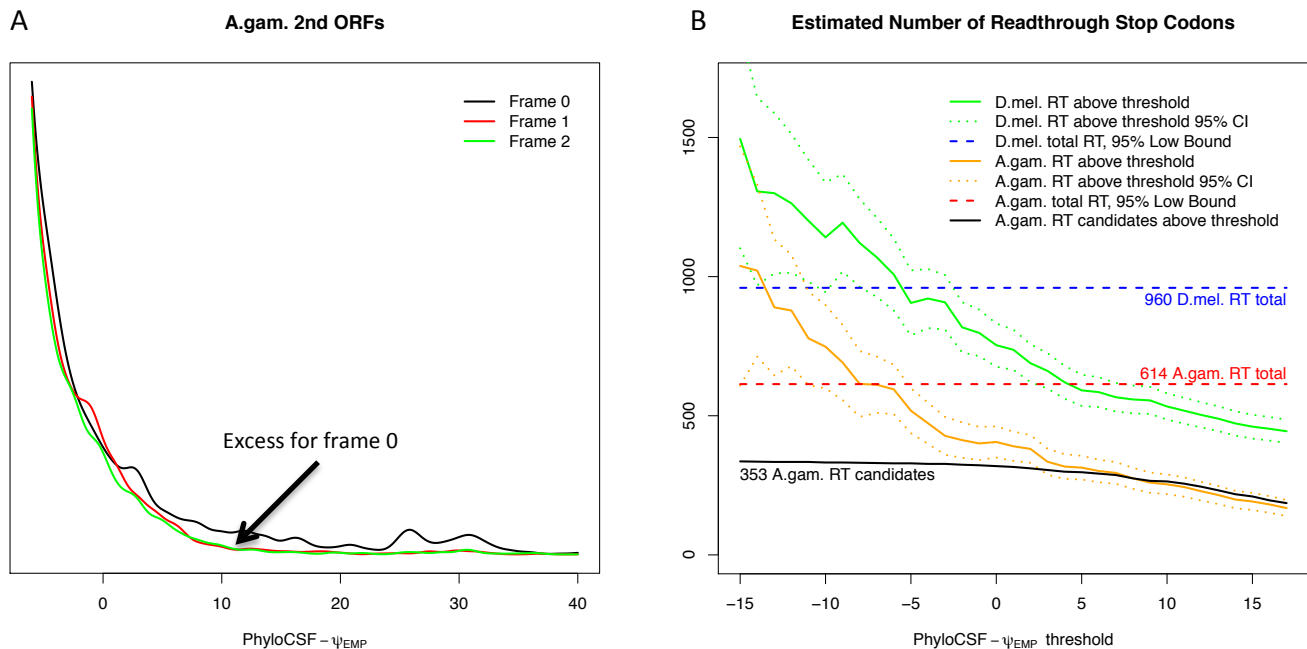 A
A.gam. 2nd ORFs
Frame 0
Frame 1
Frame 2
Excess for frame 0
0
10
20
30
40
PhyloCSF − ψEMP
B
Estimated Number of Readthrough Stop Codons
D.mel. RT above threshold
D.mel. RT above threshold 95% CI
D.mel. total RT, 95% Low Bound
A.gam. RT above threshold
A.gam. RT above threshold 95% CI
A.gam. total RT, 95% Low Bound
A.gam. RT candidates above threshold
960 D.mel. RT total
614 A.gam. RT total
353 A.gam. RT candidates
1500
1000
500
0
−15
−10
−5
0
5
10
15
PhyloCSF − ψEMP threshold